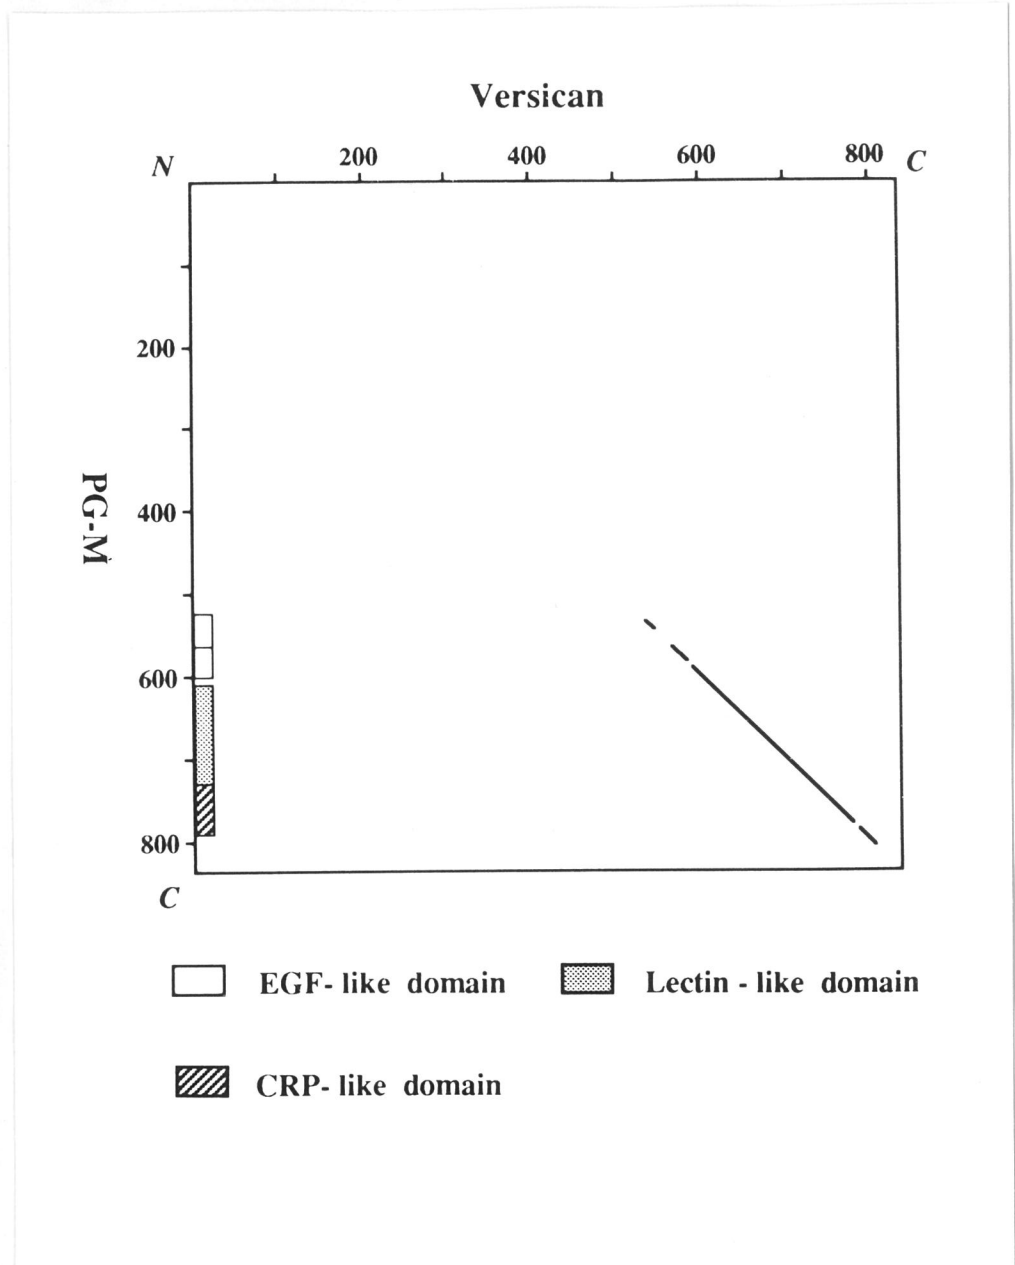 Versican
N 200 400 600 800 C
200
PG-M
400
600
800
C
EGF- like domain Lectin - like domain
CRP- like domain